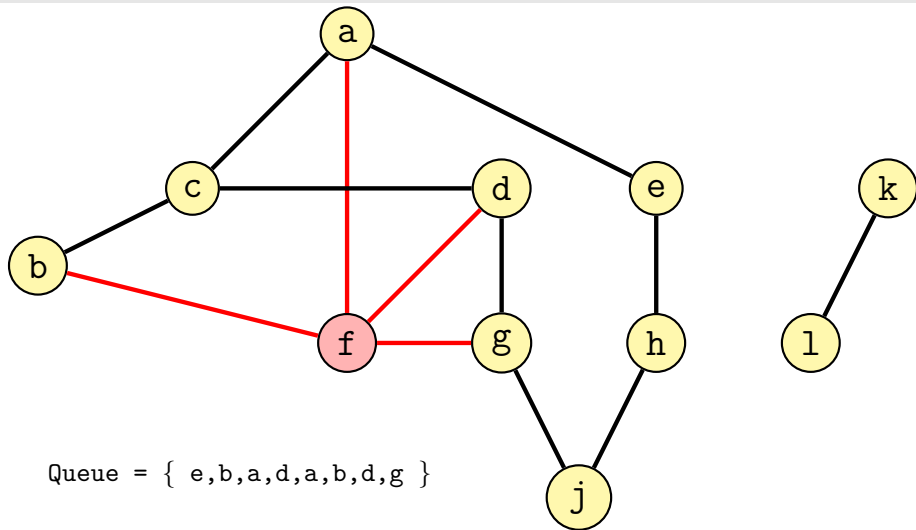 a
c
d
e
k
b
f
g
h
l
j
Queue = { e,b,a,d,a,b,d,g }